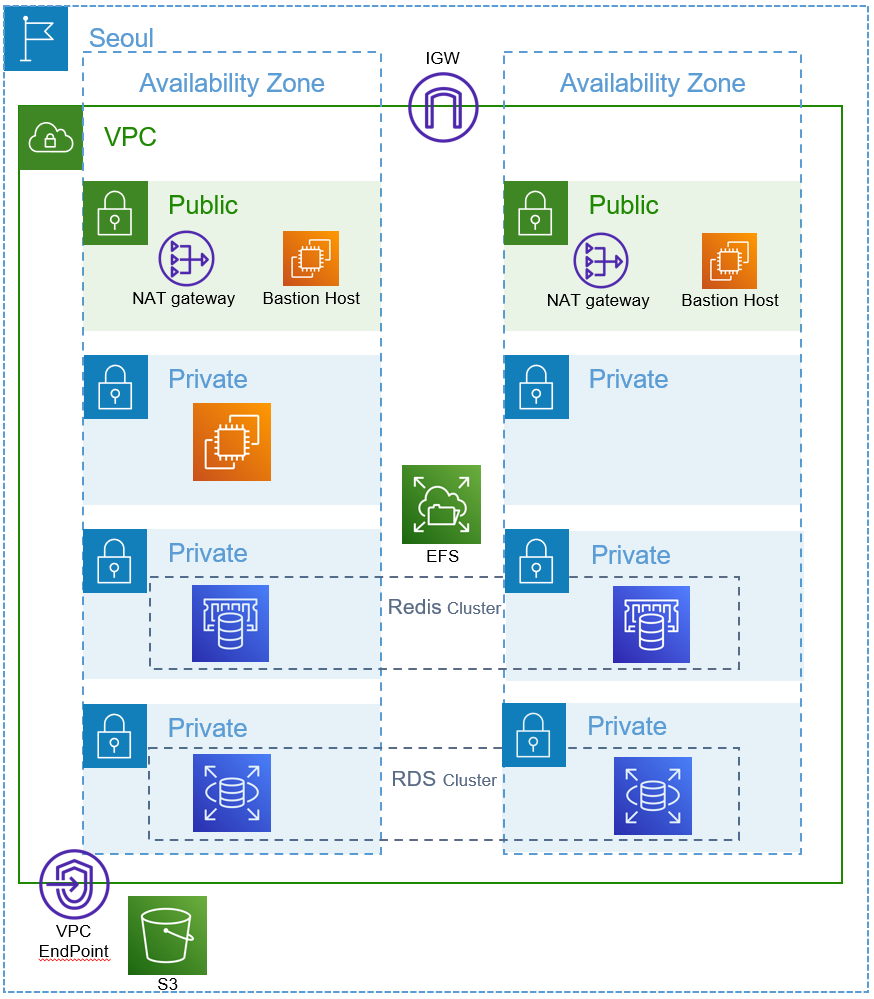 Seoul
IGW
Availability Zone
Availability Zone
VPC
Public
Public
NAT gateway
Bastion Host
NAT gateway
Bastion Host
Private
Private
EFS
Private
Private
Redis Cluster
Private
Private
RDS Cluster
VPC
EndPoint
S3